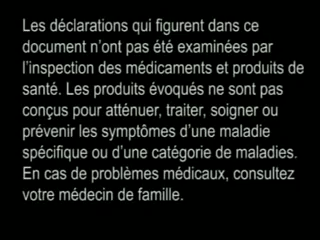 Les déclarations qui figurent dans ce
document n'ont pas été examinées par
l'inspection des médicaments et produits de
santé. Les produits évoqués ne sont pas
conçus pour atténuer, traiter, soigner ou
prévenir les symptômes d'une maladie
spécifique ou d'une catégorie de maladies.
En cas de problèmes médicaux, consultez
votre médecin de famille.